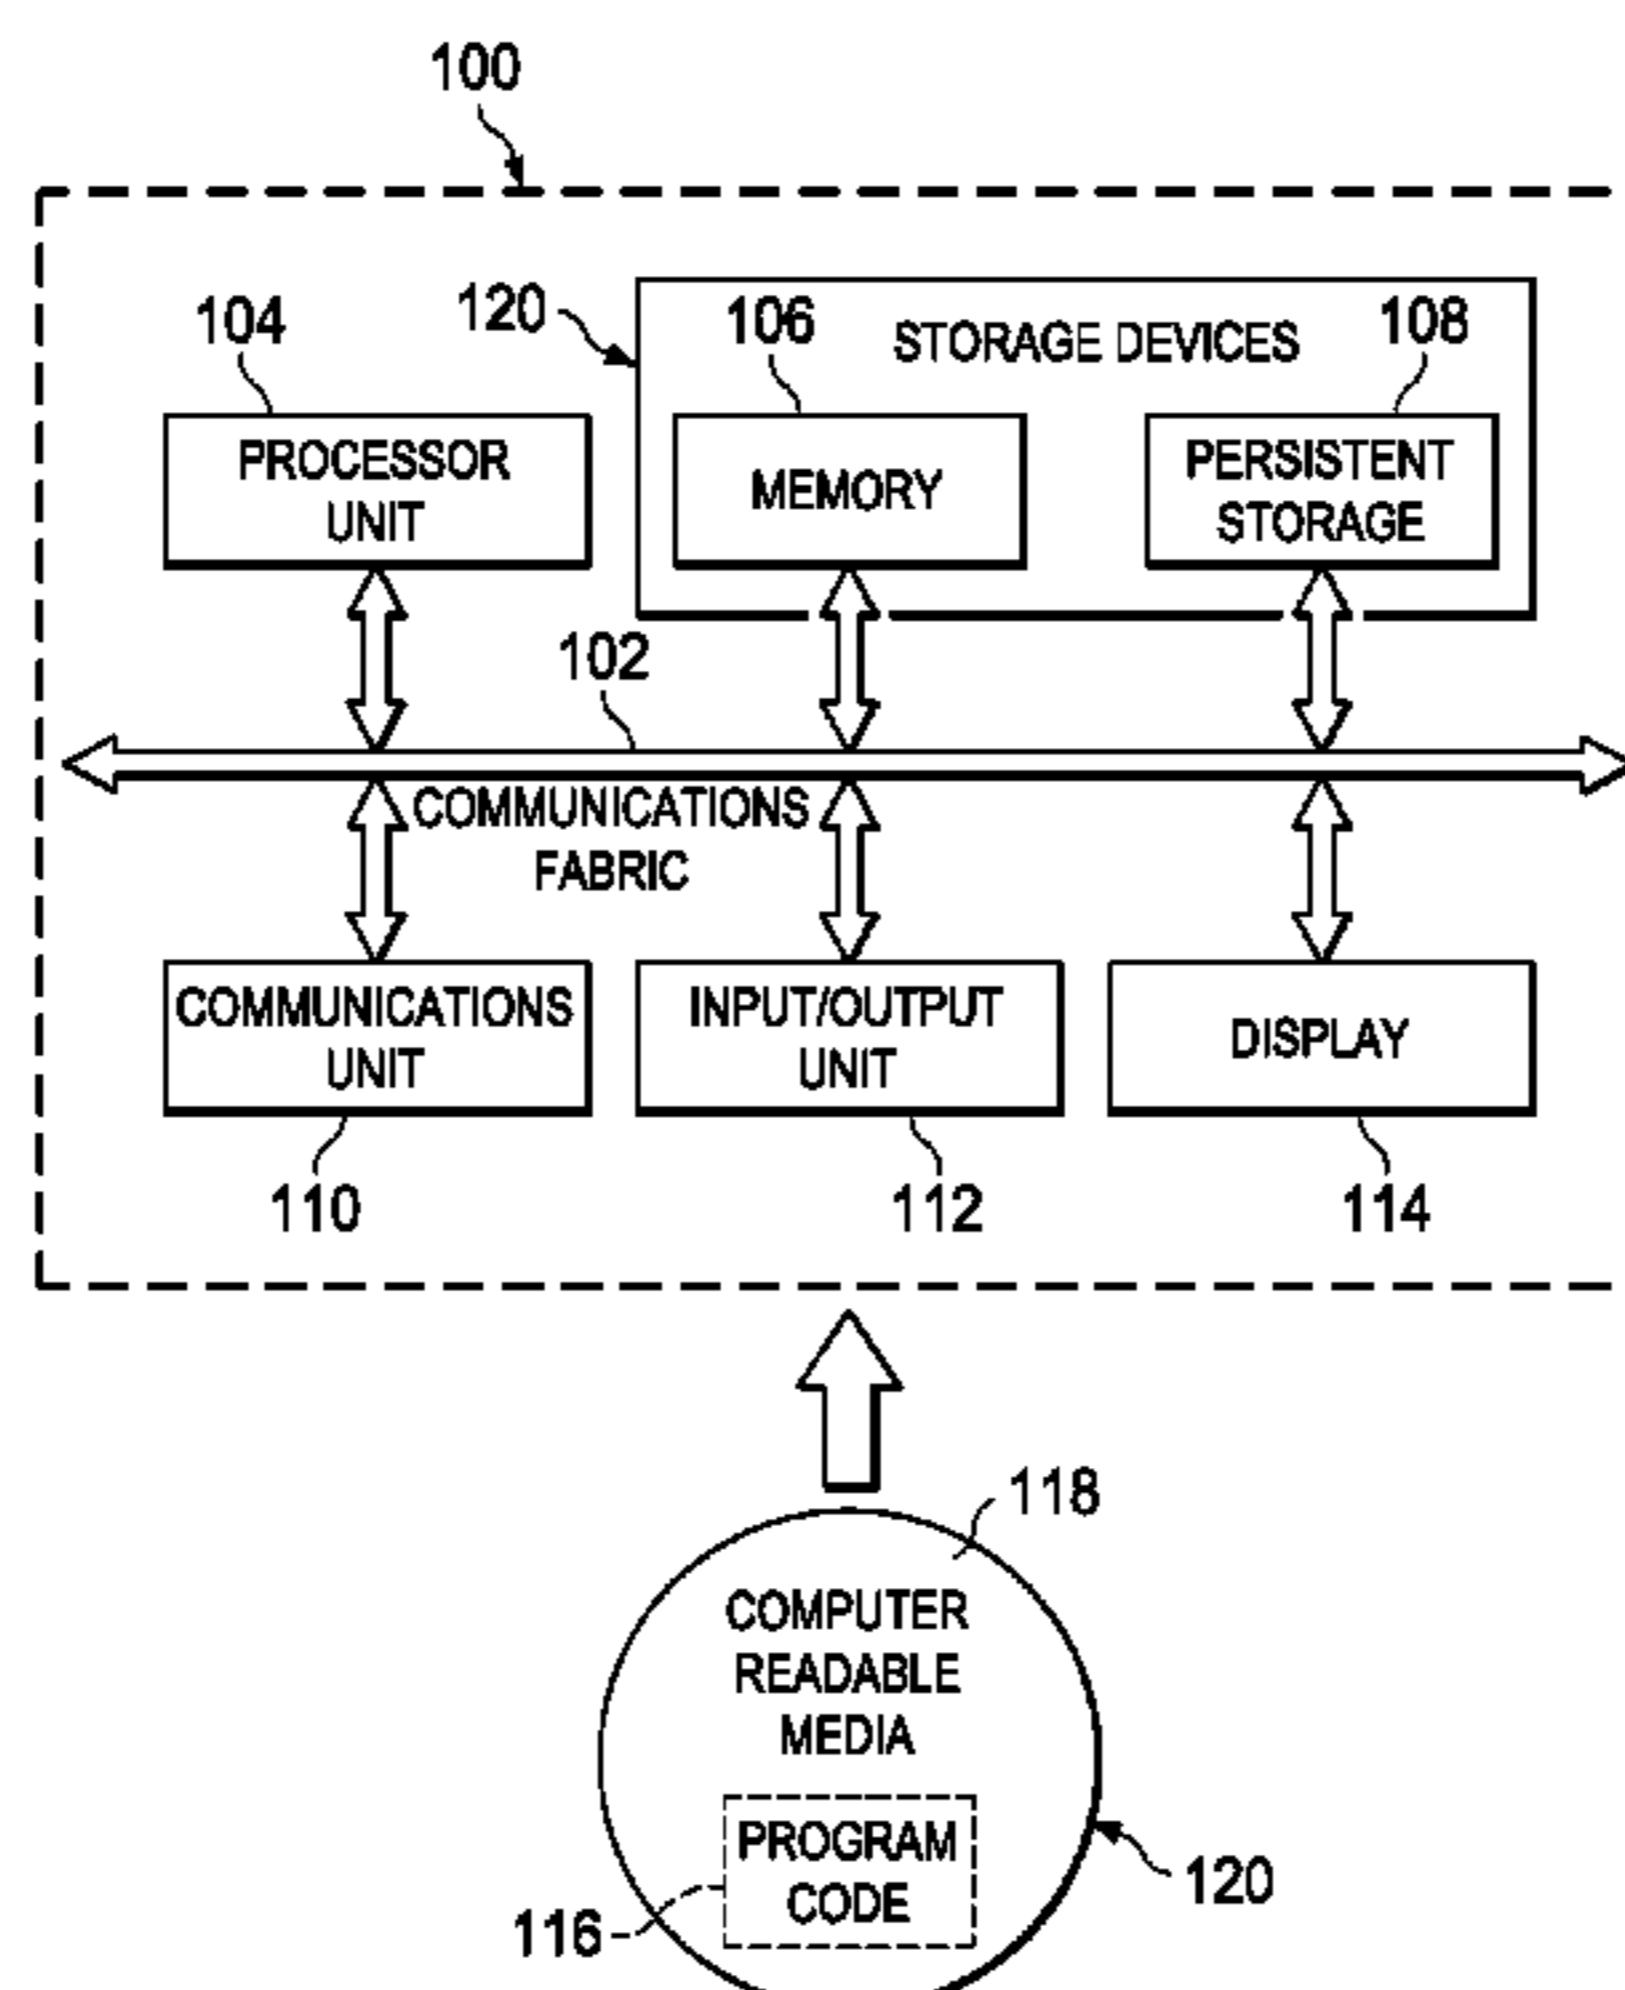 100
120
104
106
STORAGE DEVICES
108
PROCESSOR
UNIT
MEMORY
PERSISTENT
STORAGE
102
COMMUNICATIONS
FABRIC
COMMUNICATIONS
UNIT
INPUT/OUTPUT
UNIT
DISPLAY
110
112
114
118
COMPUTER
READABLE
MEDIA
PROGRAM
CODE
120
116